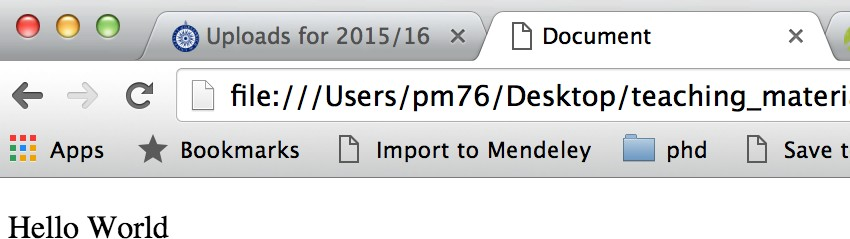 Uploads for 2015/16 Document
file:///Users/pm76/Desktop/teaching_materi
Apps Bookmarks Import to Mendeley phd Save t
Hello World